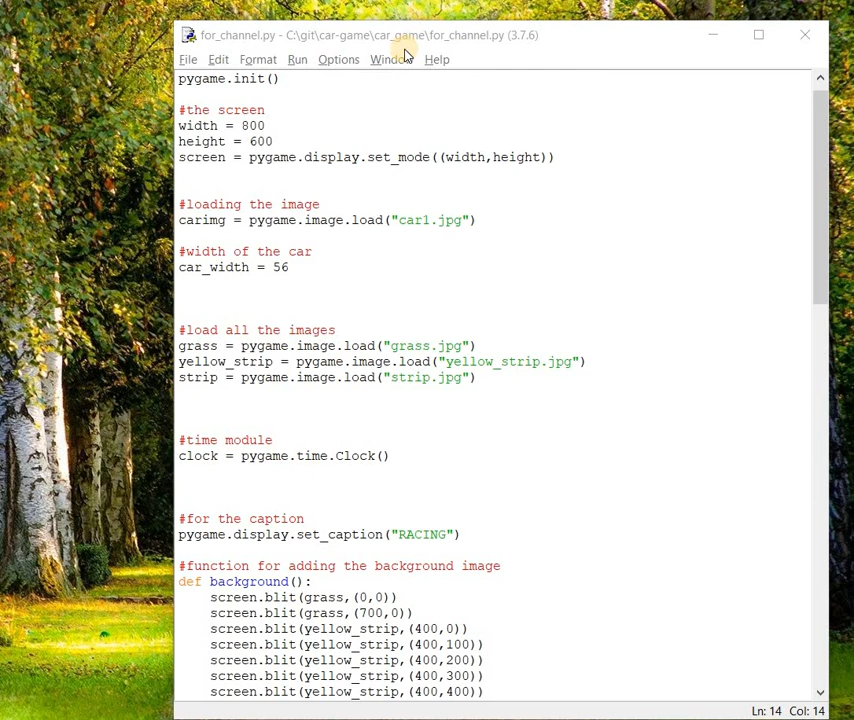 for_channel.py - C:\git\car-game\car_game\for_channel.py (3.7.6)
File Edit Format Run Options Window Help
pygame.init()
#the screen
width = 800
height = 600
screen = pygame.display.set_mode((width,height))
#loading the image
carimg = pygame.image.load("car1.jpg")
#width of the car
car_width = 56
#load all the images
grass = pygame.image.load("grass.jpg")
yellow_strip = pygame.image.load("yellow_strip.jpg")
strip = pygame.image.load("strip.jpg")
#time module
clock = pygame.time.Clock()
#for the caption
pygame.display.set_caption("RACING")
#function for adding the background image
def background():
    screen.blit(grass,(0,0))
    screen.blit(grass,(700,0))
    screen.blit(yellow_strip,(400,0))
    screen.blit(yellow_strip,(400,100))
    screen.blit(yellow_strip,(400,200))
    screen.blit(yellow_strip,(400,300))
    screen.blit(yellow_strip,(400,400))
Ln: 14 Col: 14